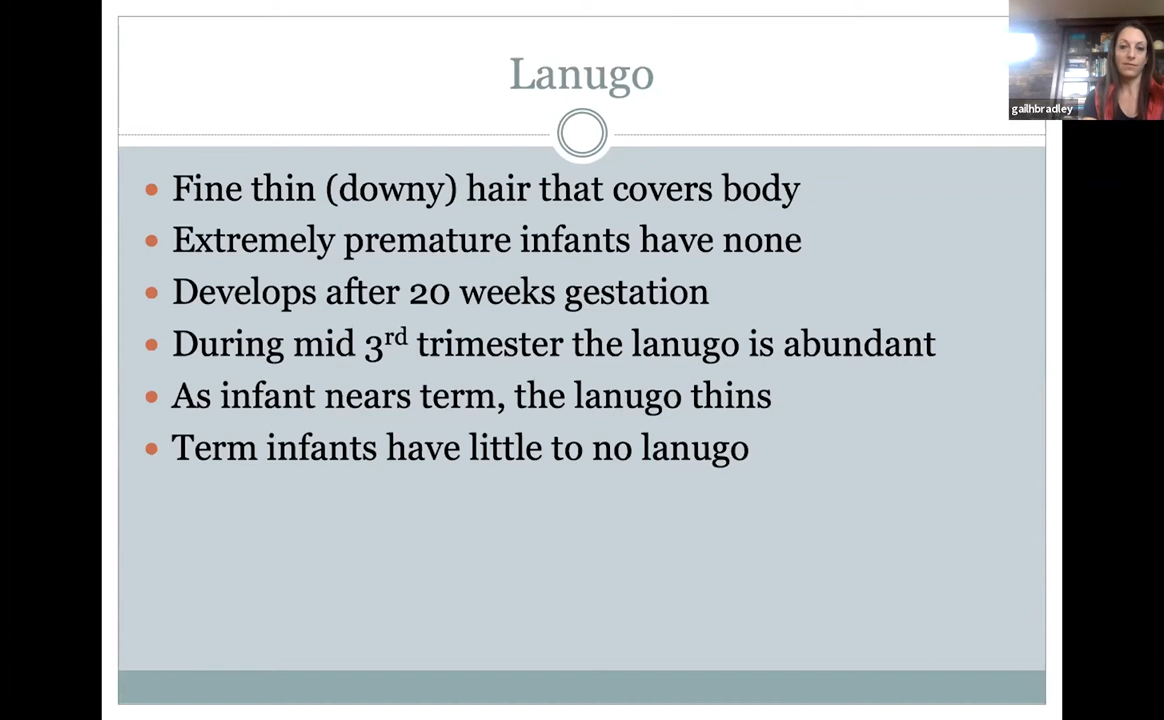 Lanugo
gailhbradley
Fine thin (downy) hair that covers body
Extremely premature infants have none
Develops after 20 weeks gestation
During mid 3rd trimester the lanugo is abundant
As infant nears term, the lanugo thins
Term infants have little to no lanugo